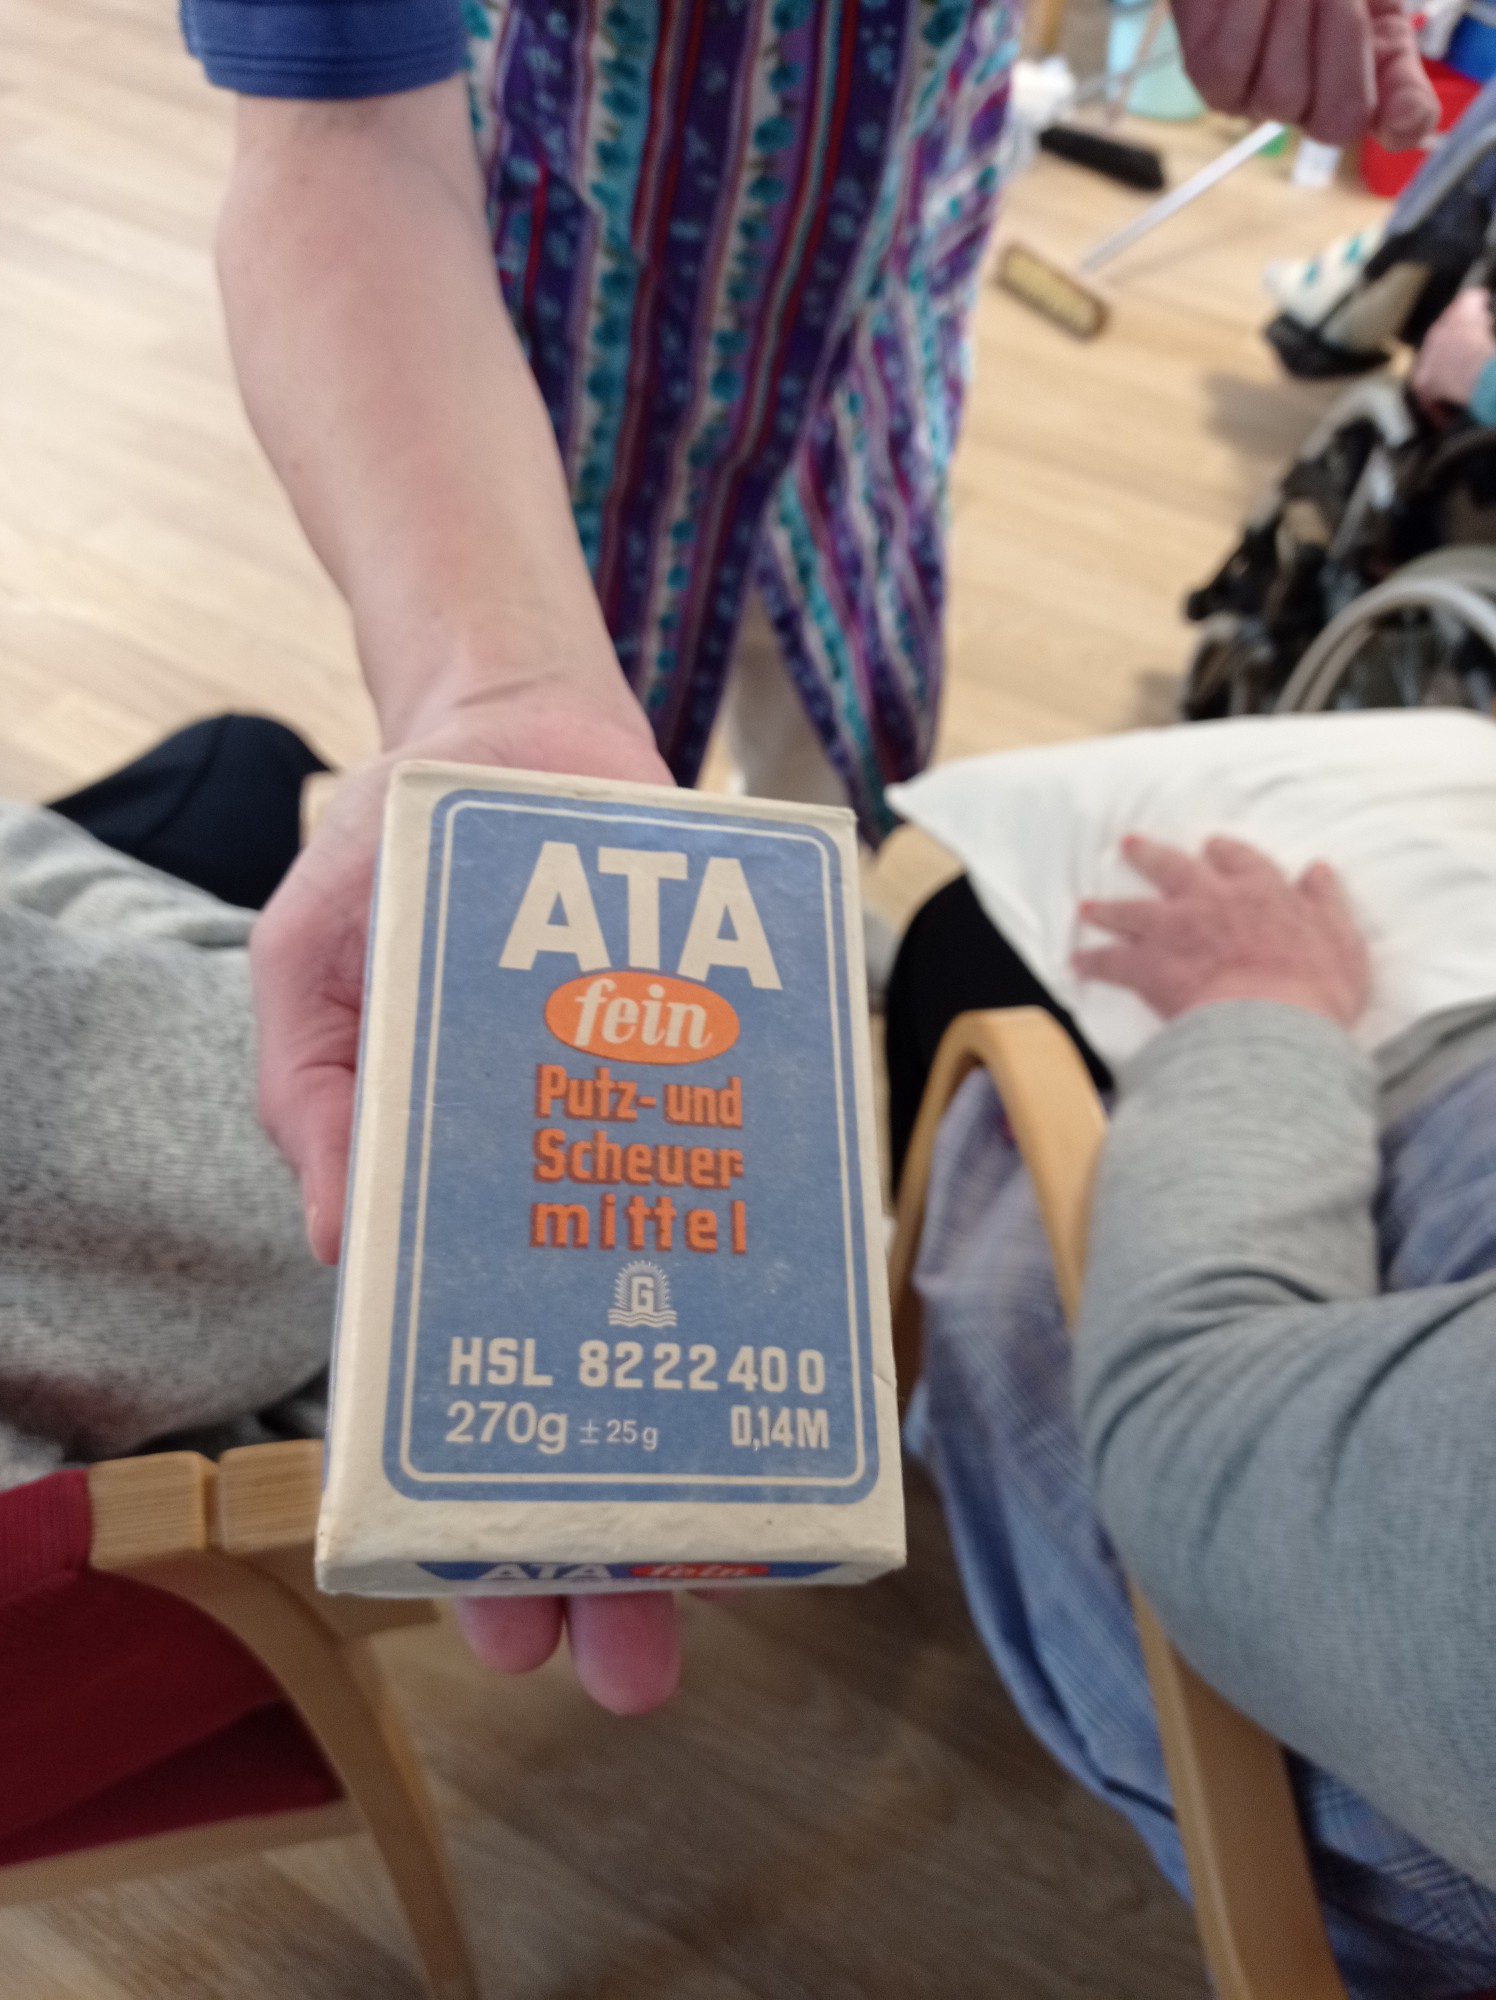 ATA
fein
Putz- und
Scheuer-
mittel
G
HSL 8222400
270g ±25g 0,14M
ATA fein